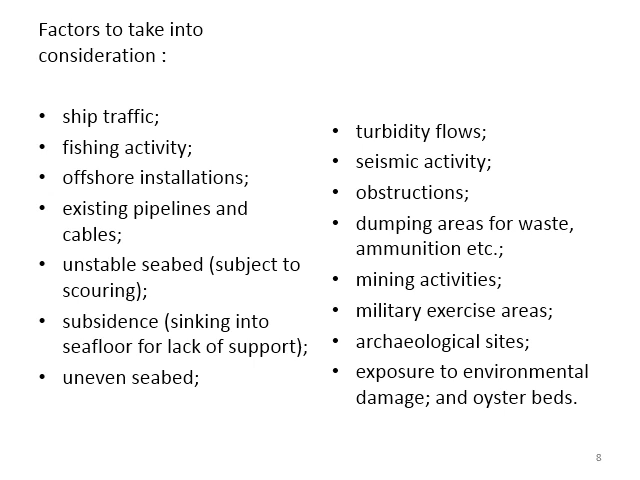 Factors to take into
consideration :
• ship traffic;
• fishing activity;
• offshore installations;
• existing pipelines and
cables;
• unstable seabed (subject to
scouring);
• subsidence (sinking into
seafloor for lack of support);
• uneven seabed;
• turbidity flows;
• seismic activity;
• obstructions;
• dumping areas for waste,
ammunition etc.;
• mining activities;
• military exercise areas;
• archaeological sites;
• exposure to environmental
damage; and oyster beds.
8